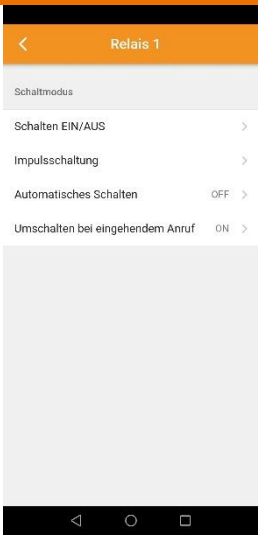 Relais 1
Schaltmodus
Schalten EIN/AUS
Impulsschaltung
Automatisches Schalten OFF
Umschalten bei eingehendem Anruf ON